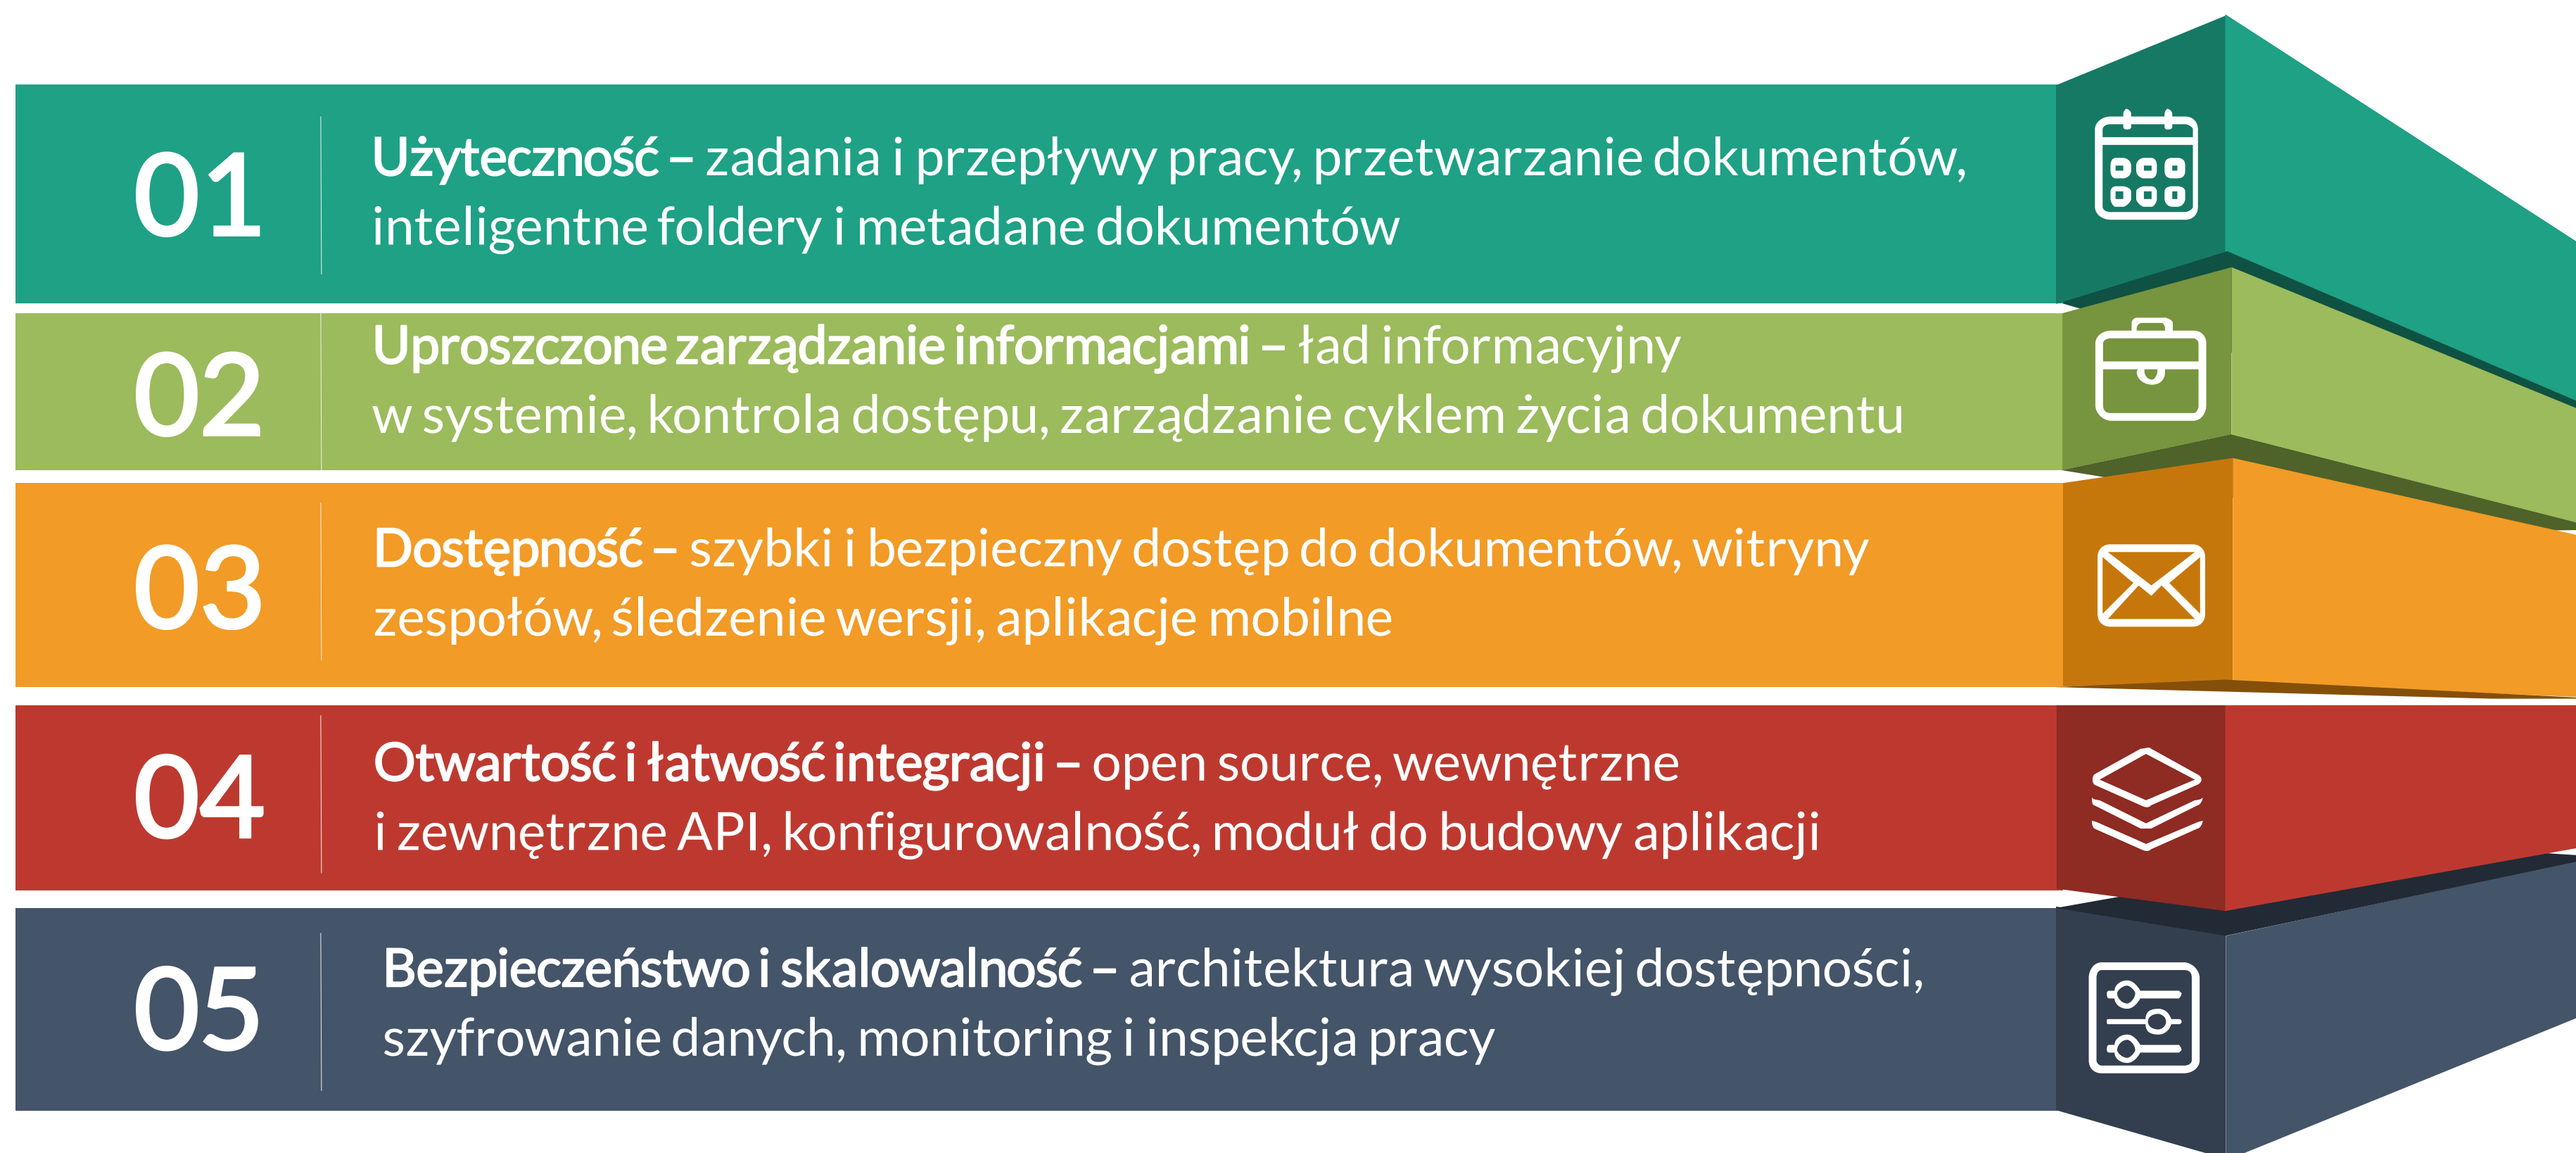 01
Użyteczność – zadania i przepływy pracy, przetwarzanie dokumentów,
inteligentne foldery i metadane dokumentów
02
Uproszczone zarządzanie informacjami – ład informacyjny
w systemie, kontrola dostępu, zarządzanie cyklem życia dokumentu
03
Dostępność – szybki i bezpieczny dostęp do dokumentów, witryny
zespołów, śledzenie wersji, aplikacje mobilne
04
Otwartość i łatwość integracji – open source, wewnętrzne
i zewnętrzne API, konfigurowalność, moduł do budowy aplikacji
05
Bezpieczeństwo i skalowalność – architektura wysokiej dostępności,
szyfrowanie danych, monitoring i inspekcja pracy